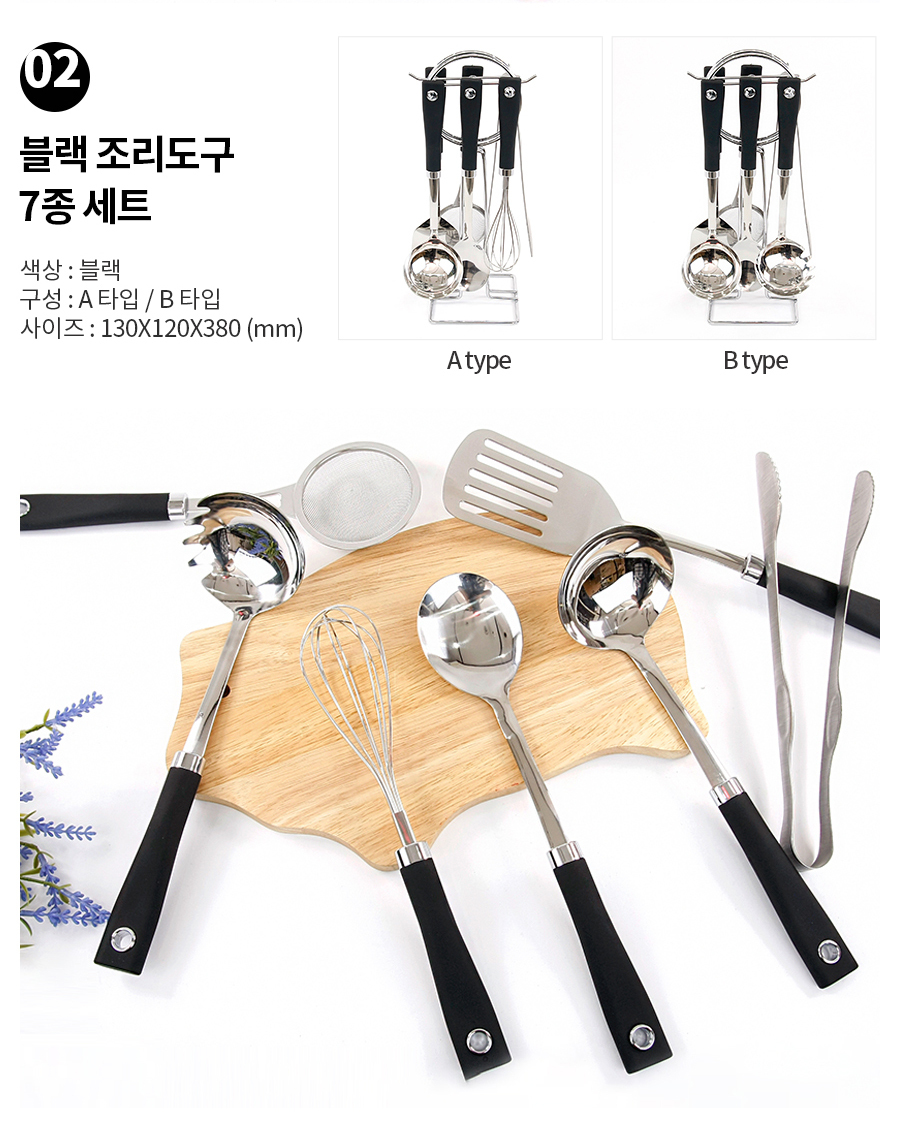 02
블랙 조리도구
7종 세트
색상 : 블랙
구성 : A 타입 / B 타입
사이즈 : 130X120X380 (mm)
A type
B type